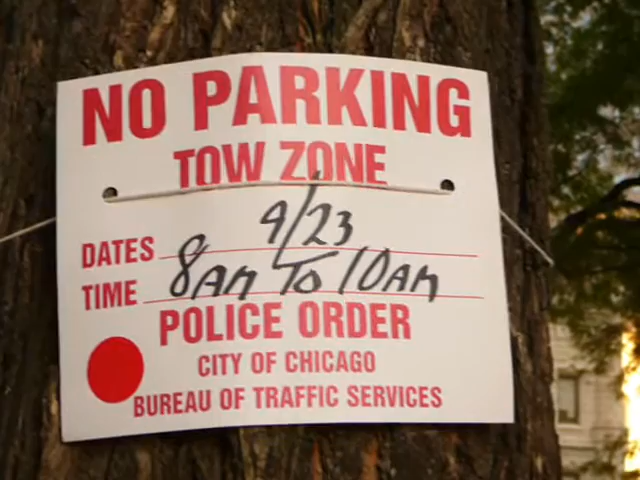 NO PARKING
TOW ZONE
DATES 9/23
TIME 8AM TO 10AM
POLICE ORDER
CITY OF CHICAGO
BUREAU OF TRAFFIC SERVICES